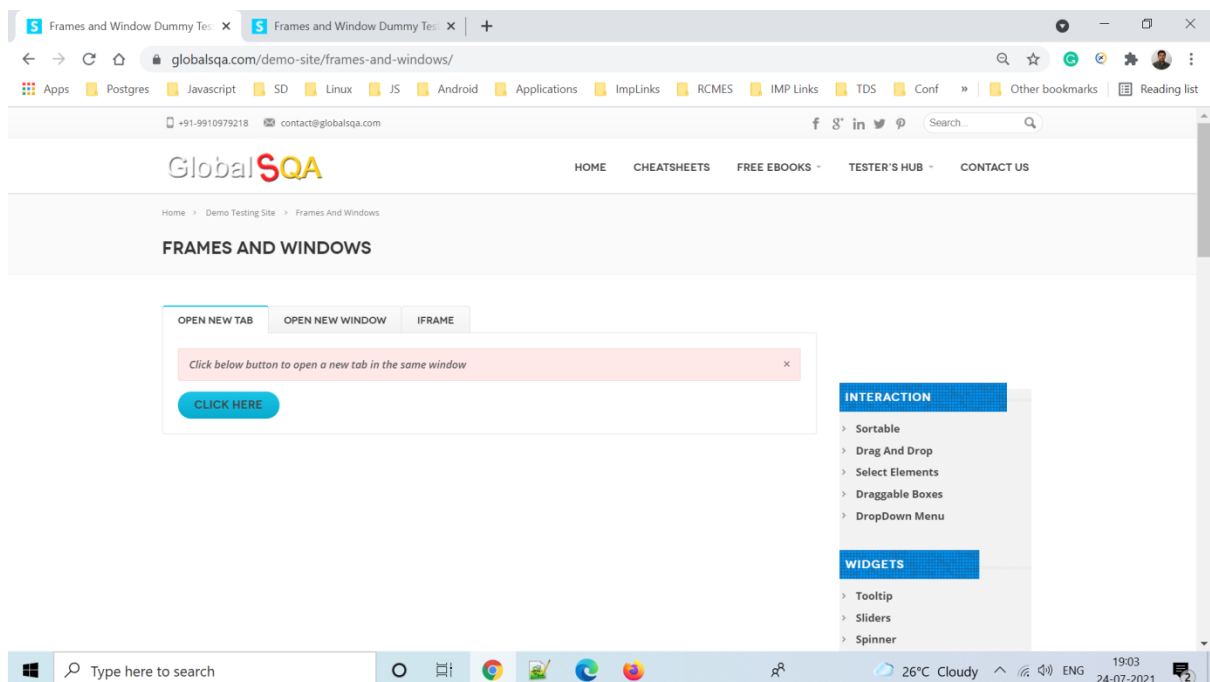 S Frames and Window Dummy Tes × S Frames and Window Dummy Tes × +
globalsqa.com/demo-site/frames-and-windows/
Apps Postgres Javascript SD Linux JS Android Applications ImpLinks RCMES IMP Links TDS Conf » Other bookmarks Reading list
+91-9910979218 contact@globalsqa.com Search...
GlobalSQA HOME CHEATSHEETS FREE EBOOKS TESTER'S HUB CONTACT US
Home > Demo Testing Site > Frames And Windows
FRAMES AND WINDOWS
OPEN NEW TAB OPEN NEW WINDOW IFRAME
Click below button to open a new tab in the same window ×
CLICK HERE
INTERACTION
> Sortable
> Drag And Drop
> Select Elements
> Draggable Boxes
> DropDown Menu
WIDGETS
> Tooltip
> Sliders
> Spinner
Type here to search 26°C Cloudy ENG 19:03
24-07-2021 2